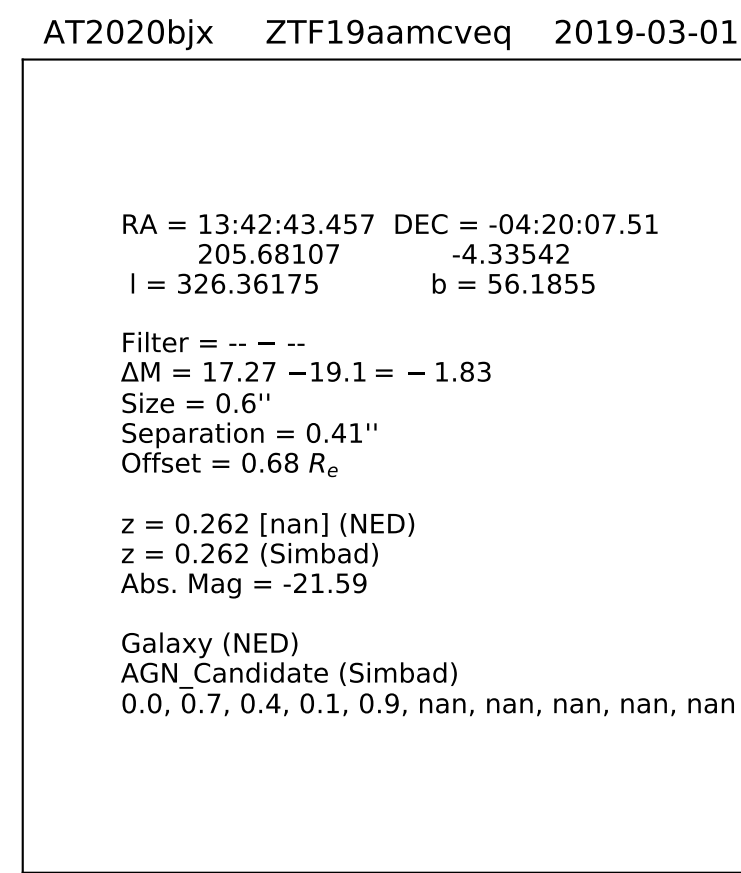 AT2020bjx ZTF19aamcveq 2019-03-01
RA = 13:42:43.457 DEC = -04:20:07.51
205.68107 -4.33542
l = 326.36175 b = 56.1855
Filter = -- − --
ΔM = 17.27 −19.1 = − 1.83
Size = 0.6''
Separation = 0.41''
Offset = 0.68 Rₑ
z = 0.262 [nan] (NED)
z = 0.262 (Simbad)
Abs. Mag = -21.59
Galaxy (NED)
AGN_Candidate (Simbad)
0.0, 0.7, 0.4, 0.1, 0.9, nan, nan, nan, nan, nan